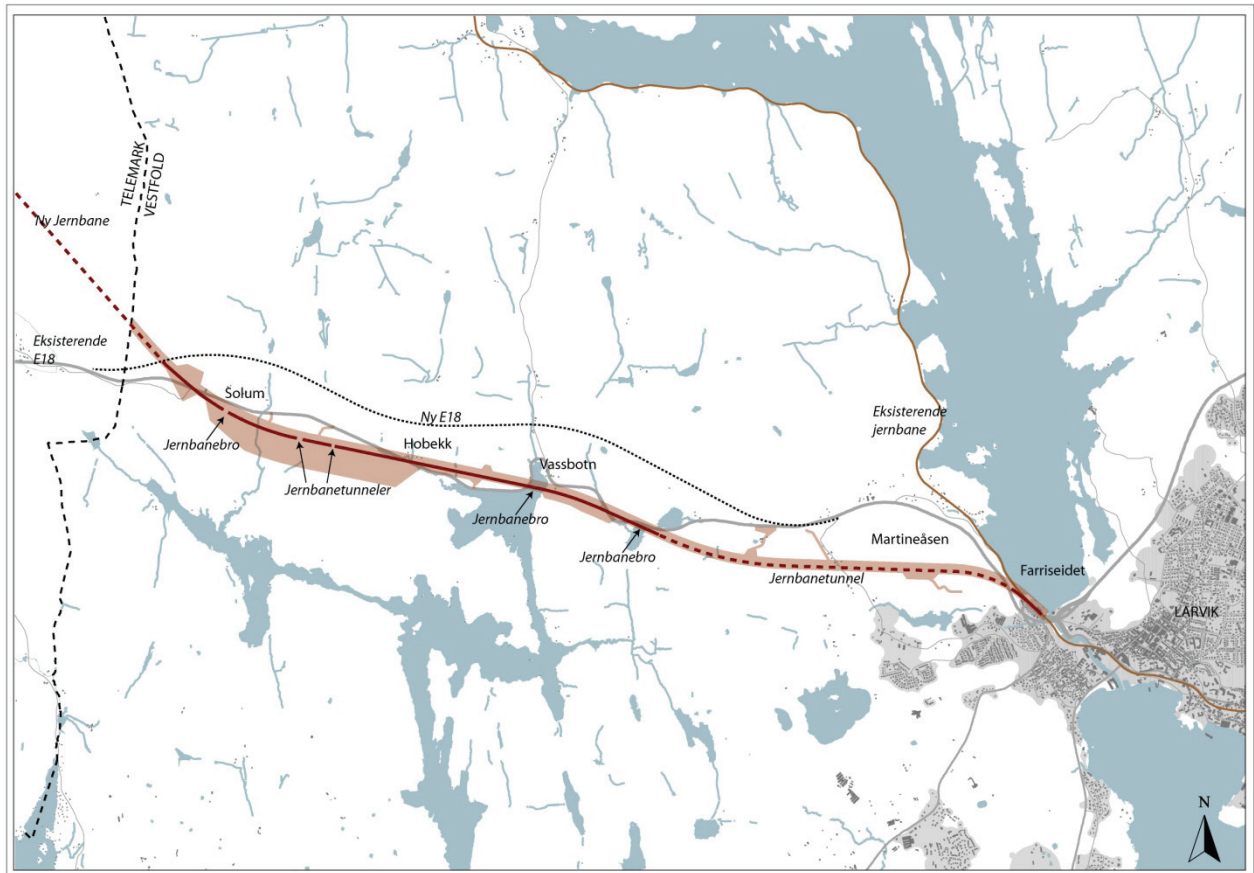 TELEMARK
VESTFOLD
Ny Jernbane
Eksisterende
E18
Solum
Jernbanebro
Jernbanetunneler
Hobekk
Ny E18
Vassbotn
Jernbanebro
Jernbanebro
Eksisterende
jernbane
Martineåsen
Jernbanetunnel
Farriseidet
LARVIK
N